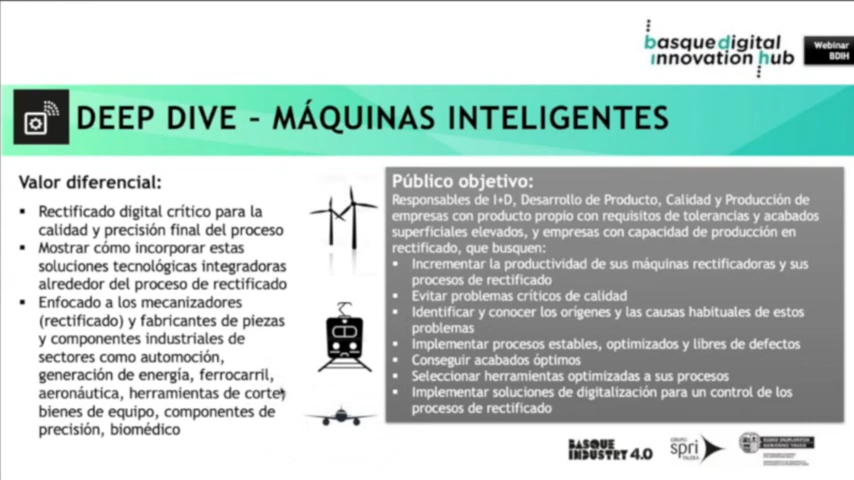 basque digital
innovation hub
Webinar
BDIH
DEEP DIVE – MÁQUINAS INTELIGENTES
Valor diferencial:
▪ Rectificado digital crítico para la
calidad y precisión final del proceso
▪ Mostrar cómo incorporar estas
soluciones tecnológicas integradoras
alrededor del proceso de rectificado
▪ Enfocado a los mecanizadores
(rectificado) y fabricantes de piezas
y componentes industriales de
sectores como automoción,
generación de energía, ferrocarril,
aeronáutica, herramientas de corte,
bienes de equipo, componentes de
precisión, biomédico
Público objetivo:
Responsables de I+D, Desarrollo de Producto, Calidad y Producción de
empresas con producto propio con requisitos de tolerancias y acabados
superficiales elevados, y empresas con capacidad de producción en
rectificado, que busquen:
▪ Incrementar la productividad de sus máquinas rectificadoras y sus
procesos de rectificado
▪ Evitar problemas críticos de calidad
▪ Identificar y conocer los orígenes y las causas habituales de estos
problemas
▪ Implementar procesos estables, optimizados y libres de defectos
▪ Conseguir acabados óptimos
▪ Seleccionar herramientas optimizadas a sus procesos
▪ Implementar soluciones de digitalización para un control de los
procesos de rectificado
BASQUE
INDUSTRY 4.0
GRUPO
spri
TALDEA
EUSKO JAURLARITZA
GOBIERNO VASCO